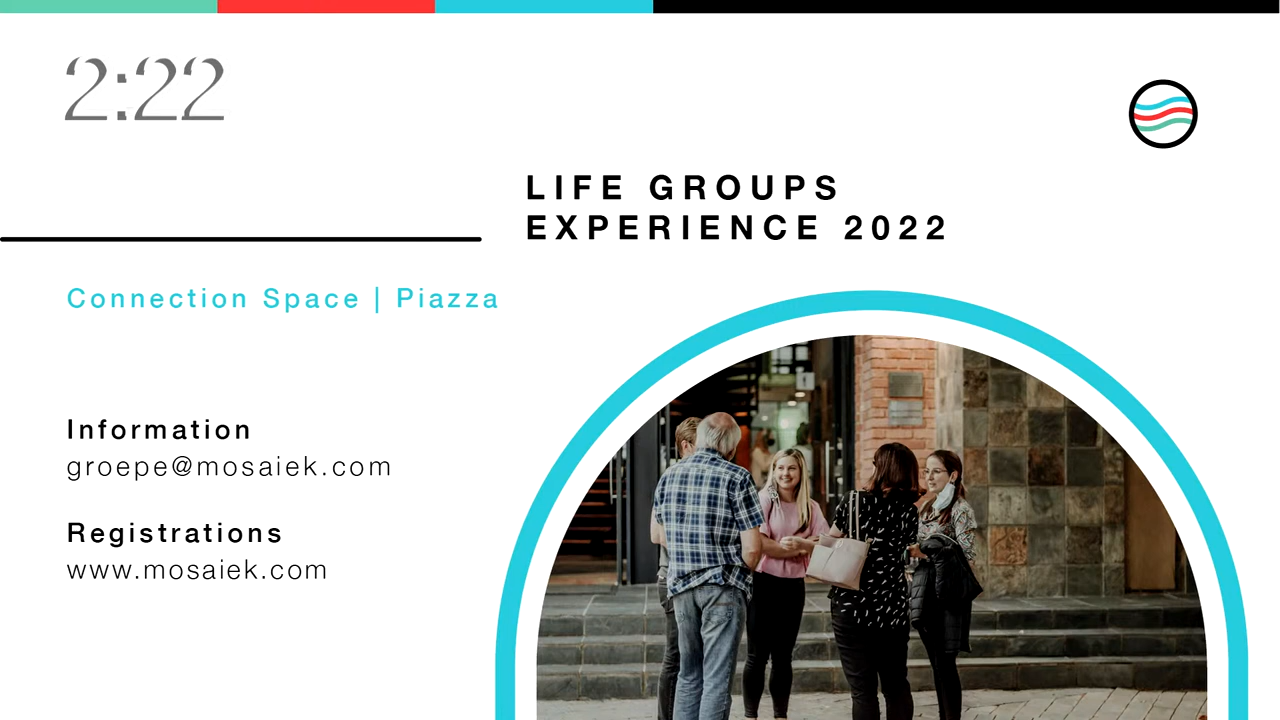 2:22
LIFE GROUPS
EXPERIENCE 2022
Connection Space | Piazza
Information
groepe@mosaiek.com
Registrations
www.mosaiek.com